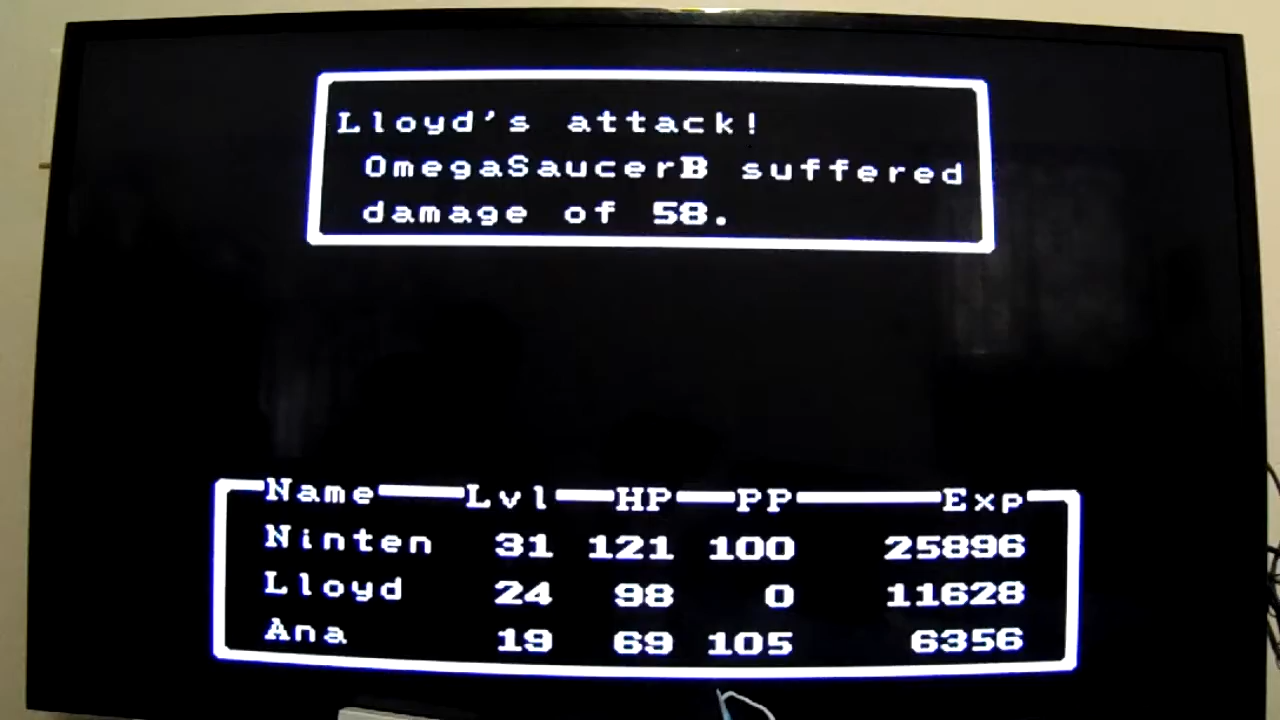 Lloyd's attack!
OmegaSaucerB suffered
damage of 58.
Name Lvl HP PP Exp
Ninten 31 121 100 25896
Lloyd 24 98 0 11628
Ana 19 69 105 6356